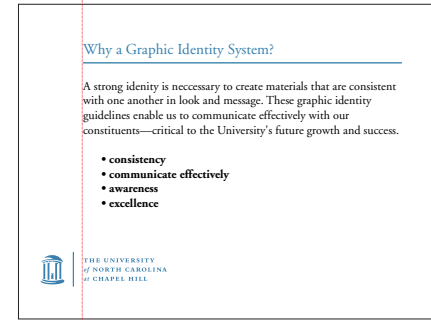 Why a Graphic Identity System?
A strong idenity is neccessary to create materials that are consistent
with one another in look and message. These graphic identity
guidelines enable us to communicate effectively with our
constituents—critical to the University's future growth and success.
• consistency
• communicate effectively
• awareness
• excellence
THE UNIVERSITY
of NORTH CAROLINA
at CHAPEL HILL